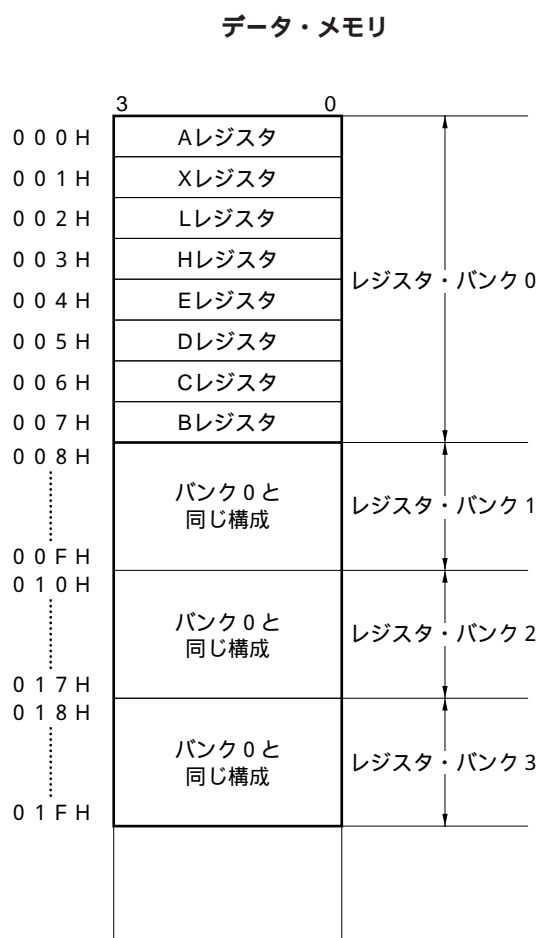 データ・メモリ
3 0
000H Aレジスタ
001H Xレジスタ
002H Lレジスタ
003H Hレジスタ
004H Eレジスタ
レジスタ・バンク0
005H Dレジスタ
006H Cレジスタ
007H Bレジスタ
008H
バンク0と
同じ構成
レジスタ・バンク1
00FH
010H
バンク0と
同じ構成
レジスタ・バンク2
017H
018H
バンク0と
同じ構成
レジスタ・バンク3
01FH